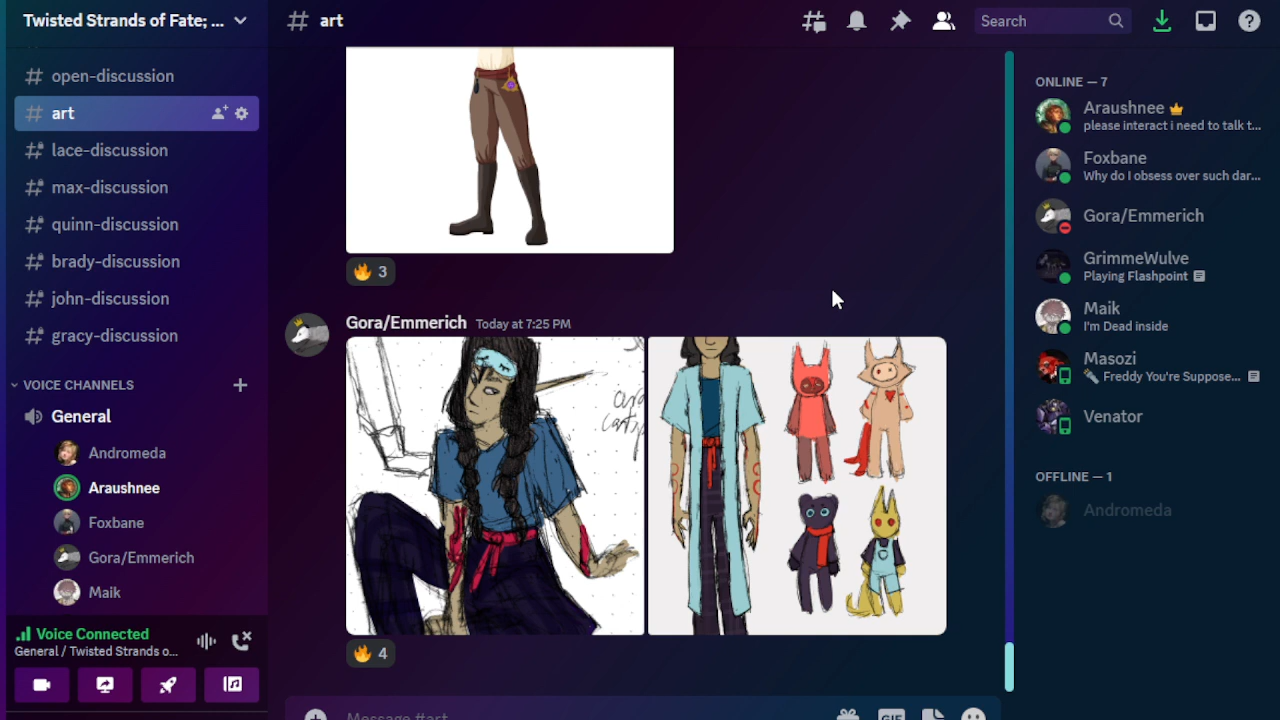 Twisted Strands of Fate; ...
open-discussion
art
lace-discussion
max-discussion
quinn-discussion
brady-discussion
john-discussion
gracy-discussion
VOICE CHANNELS
General
Andromeda
Araushnee
Foxbane
Gora/Emmerich
Maik
Voice Connected
General / Twisted Strands o...
# art
Search
3
Gora/Emmerich Today at 7:25 PM
4
Message #art
GIF
ONLINE — 7
Araushnee
please interact i need to talk t...
Foxbane
Why do I obsess over such dar...
Gora/Emmerich
GrimmeWulve
Playing Flashpoint
Maik
I'm Dead inside
Masozi
Freddy You're Suppose...
Venator
OFFLINE — 1
Andromeda